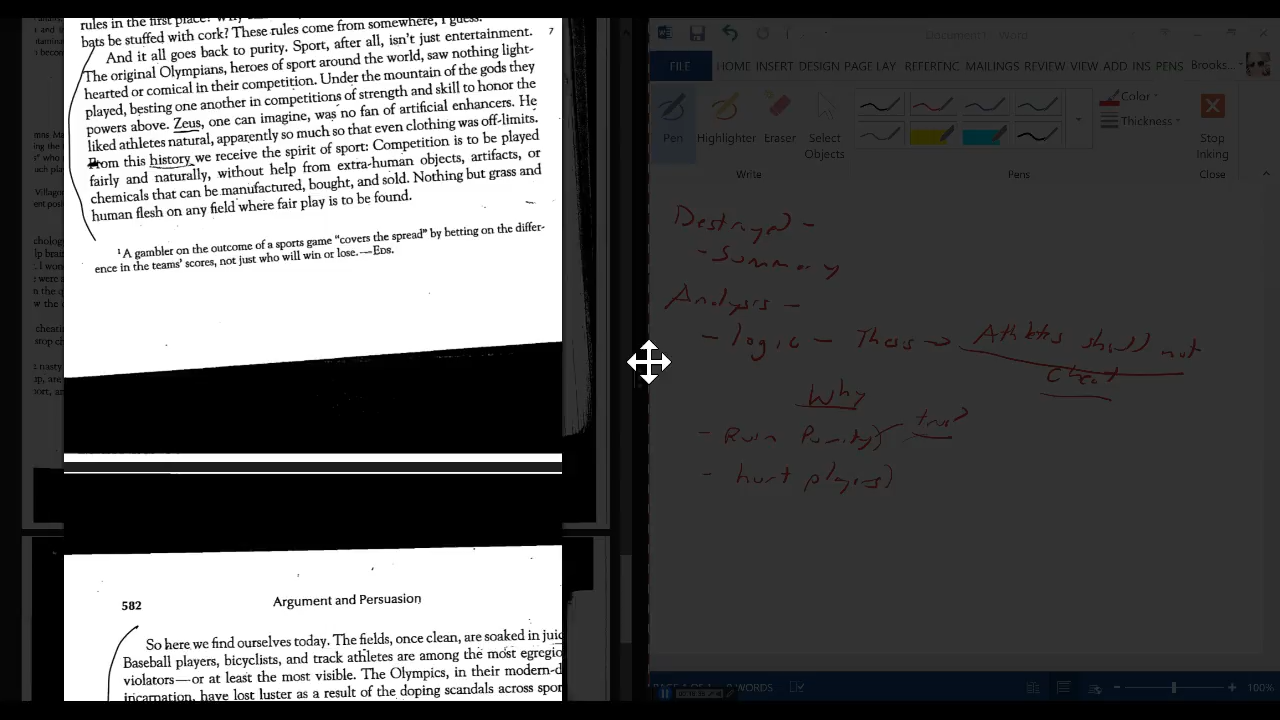 rules in the first place? Why
bats be stuffed with cork? These rules come from somewhere, I guess.
And it all goes back to purity. Sport, after all, isn't just entertainment. 7
The original Olympians, heroes of sport around the world, saw nothing light-
hearted or comical in their competition. Under the mountain of the gods they
played, besting one another in competitions of strength and skill to honor the
powers above. Zeus, one can imagine, was no fan of artificial enhancers. He
liked athletes natural, apparently so much so that even clothing was off-limits.
From this history we receive the spirit of sport: Competition is to be played
fairly and naturally, without help from extra-human objects, artifacts, or
chemicals that can be manufactured, bought, and sold. Nothing but grass and
human flesh on any field where fair play is to be found.
1 A gambler on the outcome of a sports game "covers the spread" by betting on the differ-
ence in the teams' scores, not just who will win or lose.—EDS.
582 Argument and Persuasion
So here we find ourselves today. The fields, once clean, are soaked in juic
Baseball players, bicyclists, and track athletes are among the most egregio
violators—or at least the most visible. The Olympics, in their modern-d
incarnation, have lost luster as a result of the doping scandals across spor
Document1 - Word
FILE HOME INSERT DESIGN PAGE LAY REFERENC MAILINGS REVIEW VIEW ADD INS PENS Brooks...
Pen Highlighter Eraser Select Objects
Color
Thickness
Stop Inking
Write Pens Close
Destroyed -
- Summary
Analysis -
- logic - Thesis → Athletes should not
cheat
Why
- Ruin Purity) true?
- hurt players)
WORDS
100%